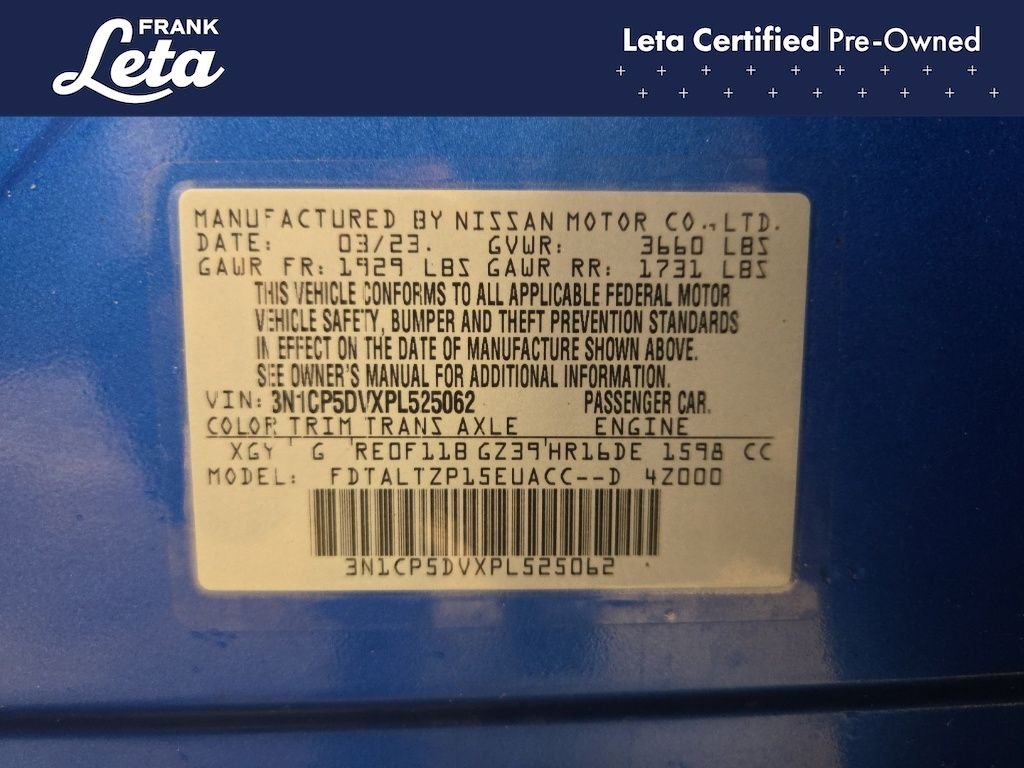 FRANK
Leta
Leta Certified Pre-Owned
MANUFACTURED BY NISSAN MOTOR CO., LTD.
DATE: 03/23. GVWR: 3660 LBS
GAWR FR: 1929 LBS GAWR RR: 1731 LBS
THIS VEHICLE CONFORMS TO ALL APPLICABLE FEDERAL MOTOR
VEHICLE SAFETY, BUMPER AND THEFT PREVENTION STANDARDS
IN EFFECT ON THE DATE OF MANUFACTURE SHOWN ABOVE.
SEE OWNER'S MANUAL FOR ADDITIONAL INFORMATION.
VIN: 3N1CP5DVXPL525062 PASSENGER CAR.
COLOR TRIM TRANS AXLE ENGINE
XGY G RE0F11B GZ39 HR16DE 1598 CC
MODEL: FDTALTZP15EUACC--D 4Z000
3N1CP5DVXPL525062